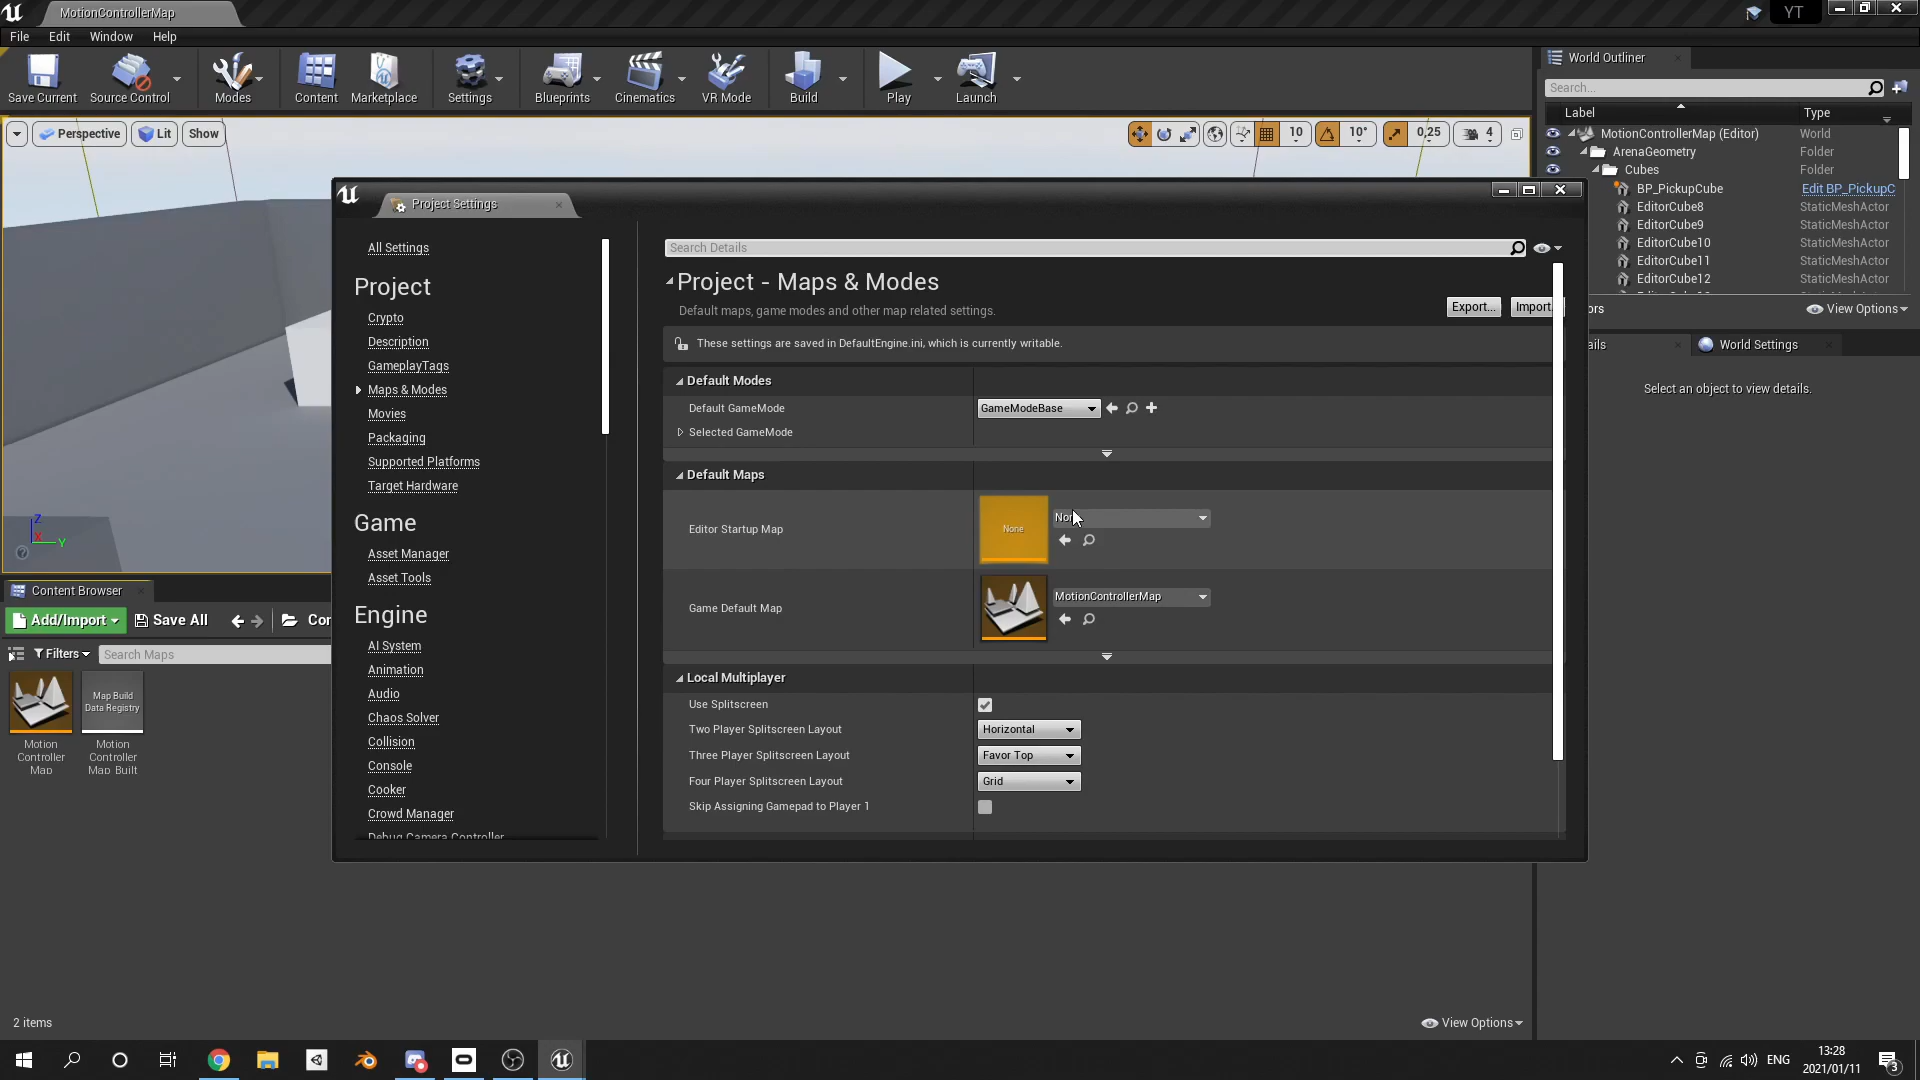 MotionControllerMap
YT
File Edit Window Help
Save Current
Source Control
Modes
Content
Marketplace
Settings
Blueprints
Cinematics
VR Mode
Build
Play
Launch
World Outliner
Search...
Label Type
MotionControllerMap (Editor) World
ArenaGeometry Folder
Cubes Folder
BP_PickupCube Edit BP_PickupC
EditorCube8 StaticMeshActor
EditorCube9 StaticMeshActor
EditorCube10 StaticMeshActor
EditorCube11 StaticMeshActor
EditorCube12 StaticMeshActor
ors View Options
ails World Settings
Select an object to view details.
Perspective Lit Show
10 10° 0,25 4
Z
X
Y
Project Settings
All Settings
Project
Crypto
Description
GameplayTags
Maps & Modes
Movies
Packaging
Supported Platforms
Target Hardware
Game
Asset Manager
Asset Tools
Engine
AI System
Animation
Audio
Chaos Solver
Collision
Console
Cooker
Crowd Manager
Debug Camera Controller
Search Details
Project - Maps & Modes
Default maps, game modes and other map related settings.
Export... Import
These settings are saved in DefaultEngine.ini, which is currently writable.
Default Modes
Default GameMode GameModeBase
Selected GameMode
Default Maps
Editor Startup Map None
Game Default Map MotionControllerMap
Local Multiplayer
Use Splitscreen
Two Player Splitscreen Layout Horizontal
Three Player Splitscreen Layout Favor Top
Four Player Splitscreen Layout Grid
Skip Assigning Gamepad to Player 1
Content Browser
Add/Import Save All Con
Filters Search Maps
Map Build
Data Registry
Motion
Controller
Map
Motion
Controller
Map Built
2 items View Options
ENG
13:28
2021/01/11
3